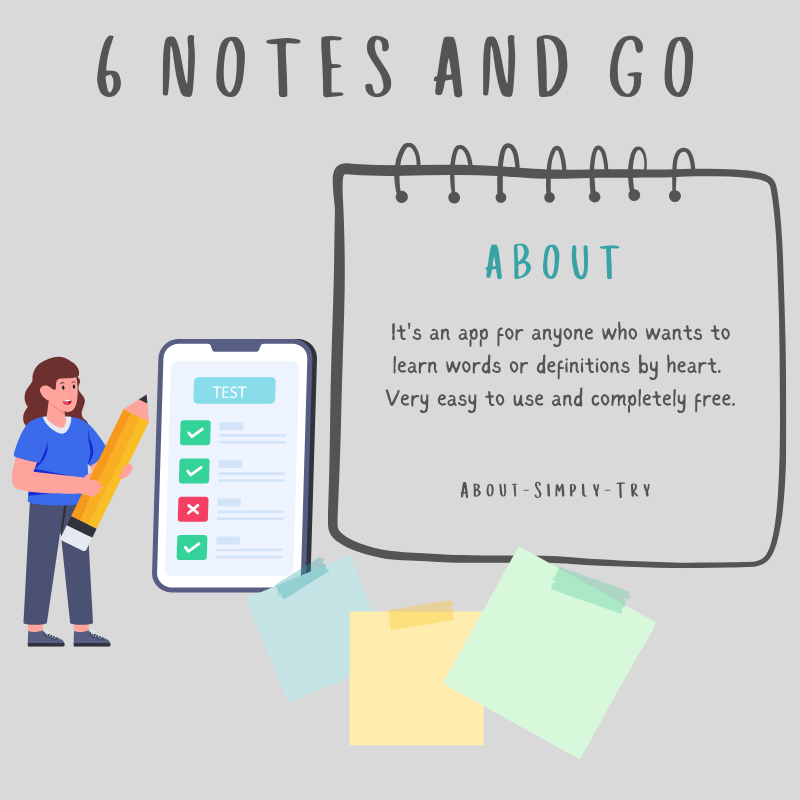 6 NOTES AND GO
ABOUT
It's an app for anyone who wants to
learn words or definitions by heart.
Very easy to use and completely free.
About-Simply-Try
TEST